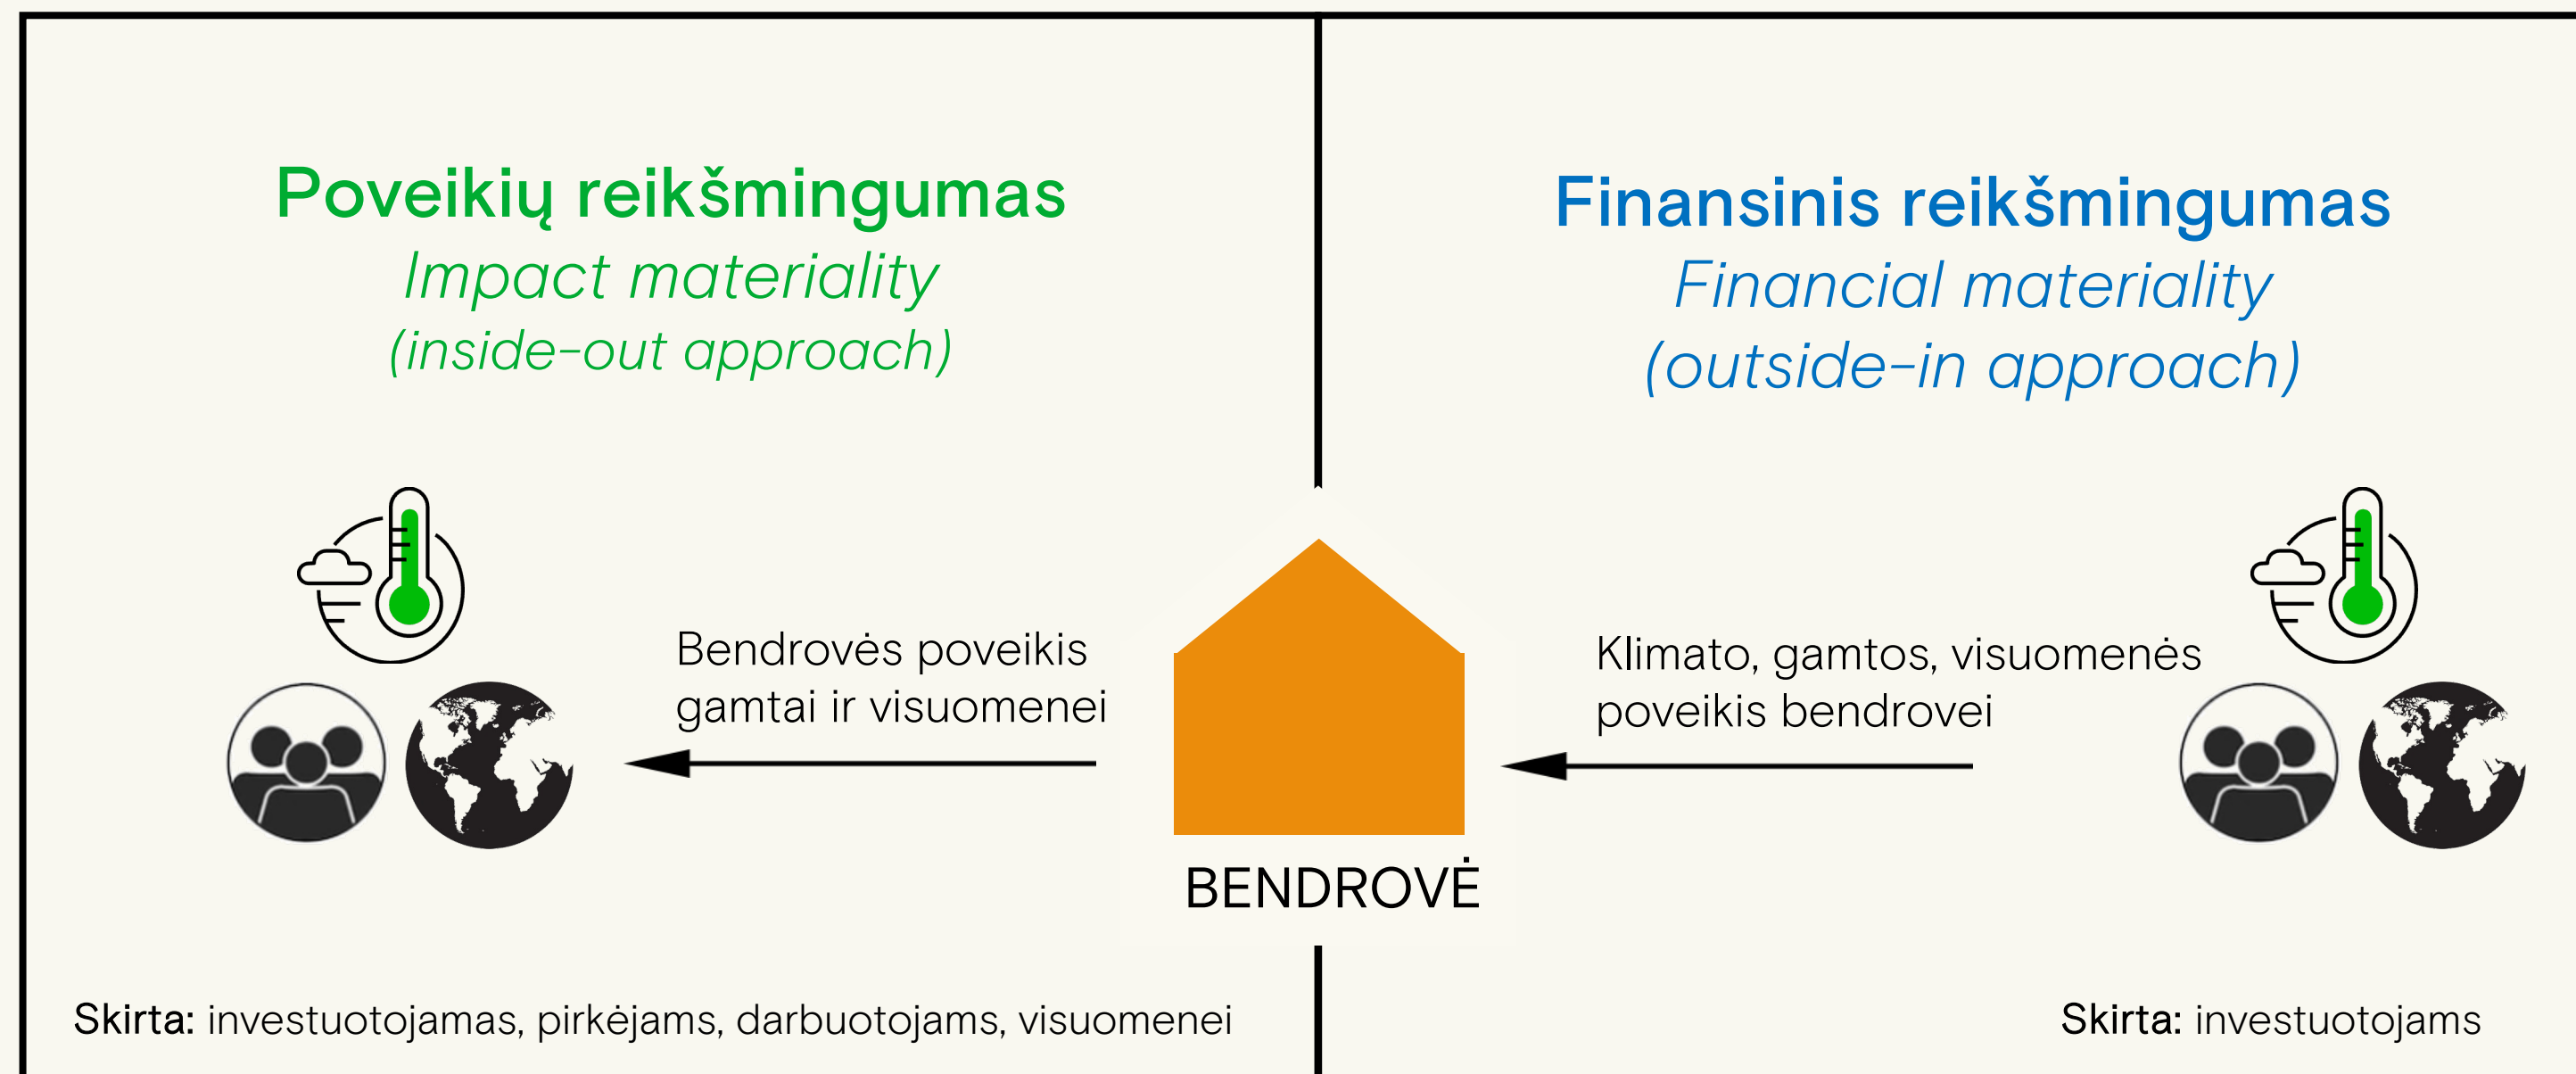 Poveikių reikšmingumas
Impact materiality
(inside-out approach)
Bendrovės poveikis
gamtai ir visuomenei
Skirta: investuotojamas, pirkėjams, darbuotojams, visuomenei
BENDROVĖ
Finansinis reikšmingumas
Financial materiality
(outside-in approach)
Klimato, gamtos, visuomenės
poveikis bendrovei
Skirta: investuotojams